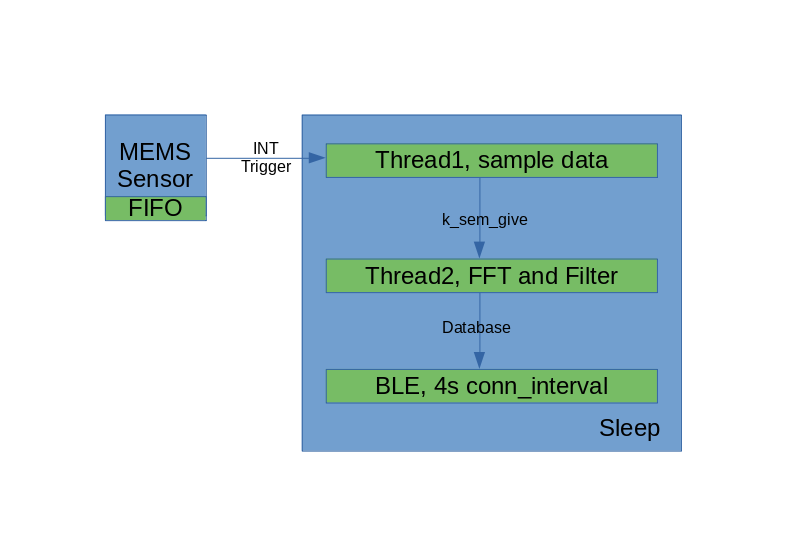 MEMS
Sensor
FIFO
INT
Trigger
Thread1, sample data
k_sem_give
Thread2, FFT and Filter
Database
BLE, 4s conn_interval
Sleep